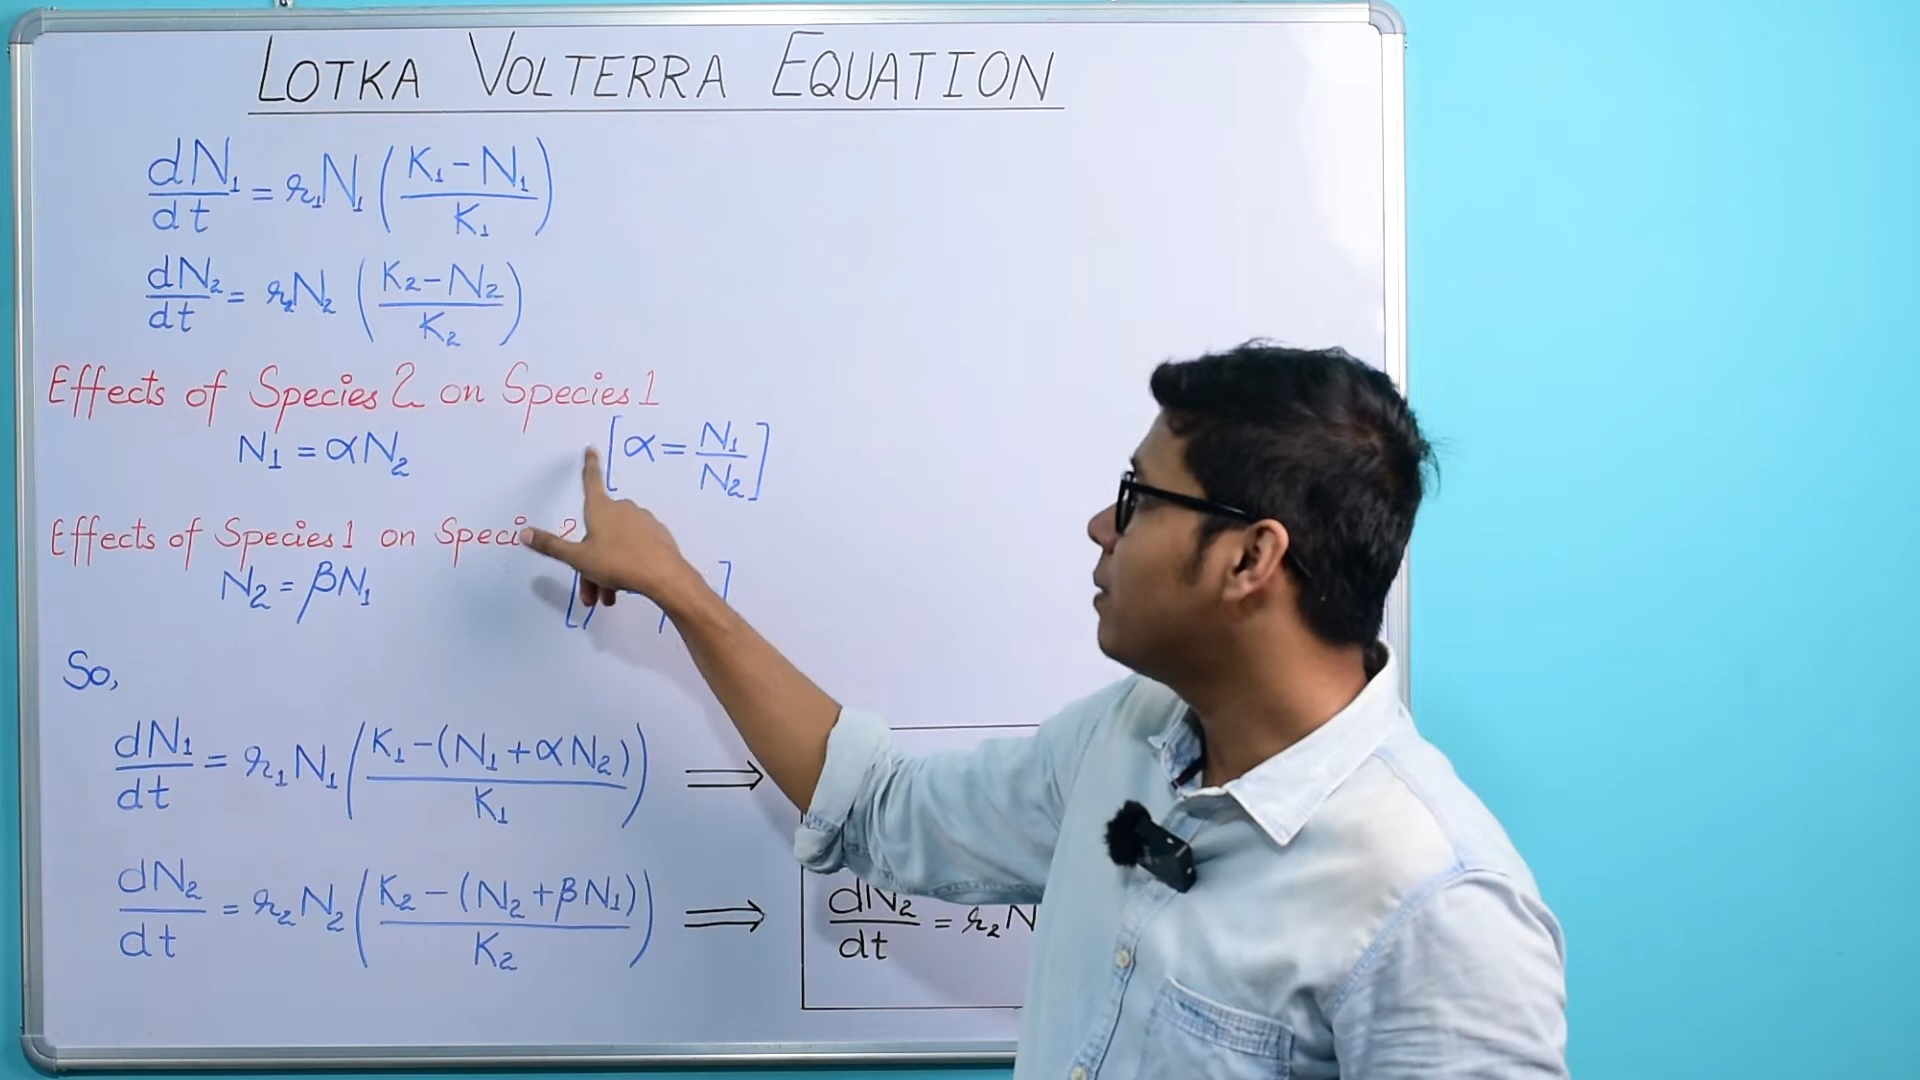 LOTKA VOLTERRA EQUATION
dN₁/dt = r₁N₁ ((K₁-N₁)/K₁)
dN₂/dt = r₂N₂ ((K₂-N₂)/K₂)
Effects of Species 2 on Species 1
N₁ = αN₂ [α = N₁/N₂]
Effects of Species 1 on 2
N₂ = βN₁
So,
dN₁/dt = r₁N₁ ((K₁-(N₁+αN₂))/K₁) ⟹
dN₂/dt = r₂N₂ ((K₂-(N₂+βN₁))/K₂) ⟹ dN₂/dt = r₂N